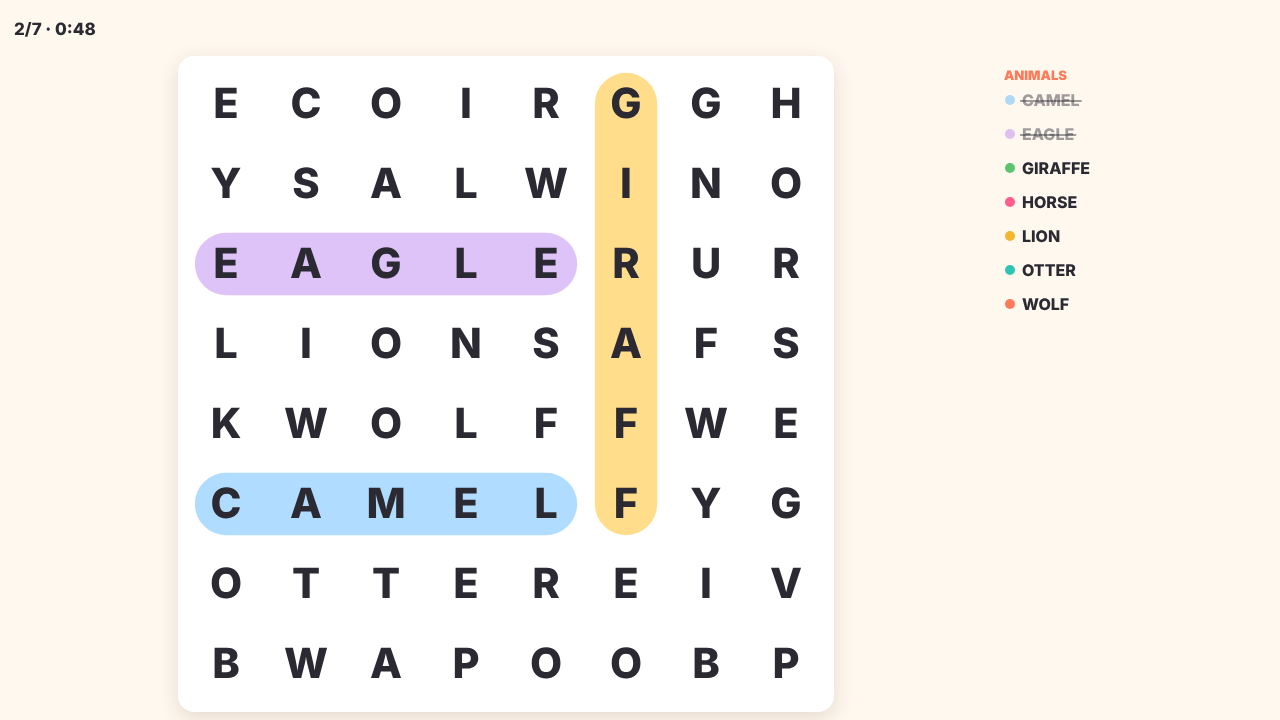 2/7 · 0:48
E C O I R G G H
Y S A L W I N O
E A G L E R U R
L I O N S A F S
K W O L F F W E
C A M E L F Y G
O T T E R E I V
B W A P O O B P
ANIMALS
CAMEL
EAGLE
GIRAFFE
HORSE
LION
OTTER
WOLF